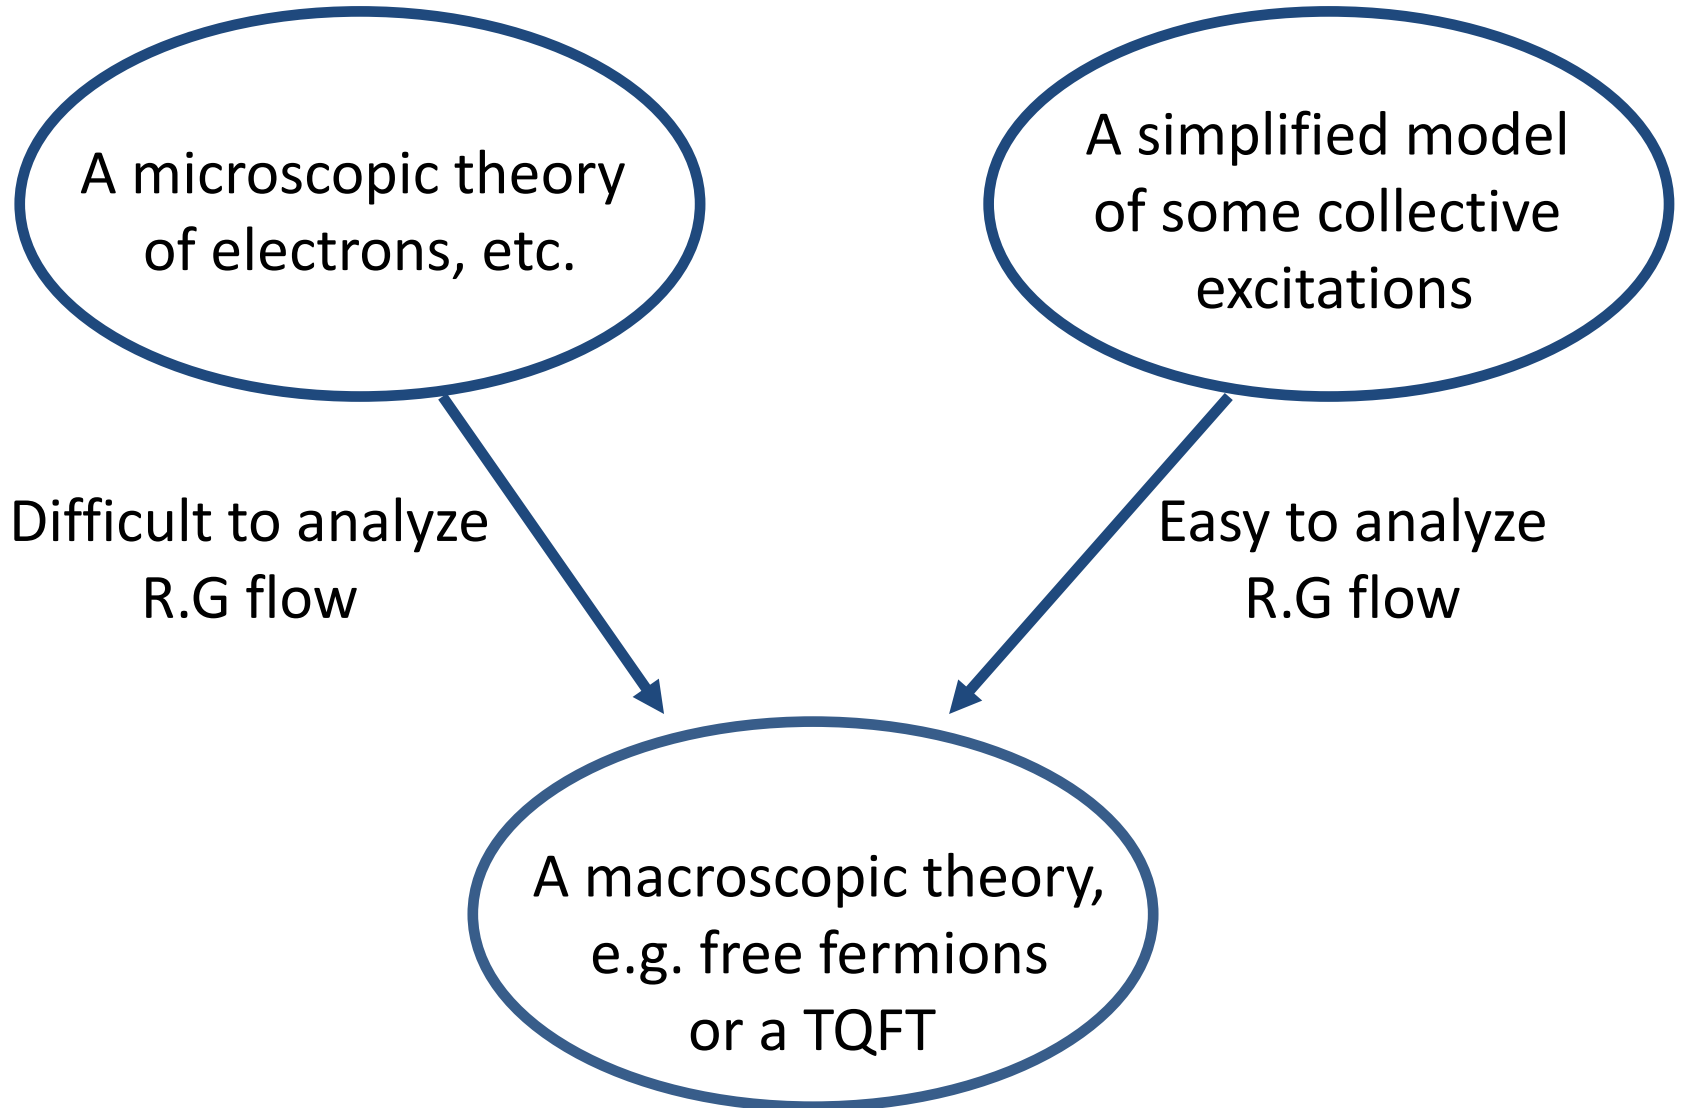 A microscopic theory
of electrons, etc.
A simplified model
of some collective
excitations
Difficult to analyze
R.G flow
Easy to analyze
R.G flow
A macroscopic theory,
e.g. free fermions
or a TQFT